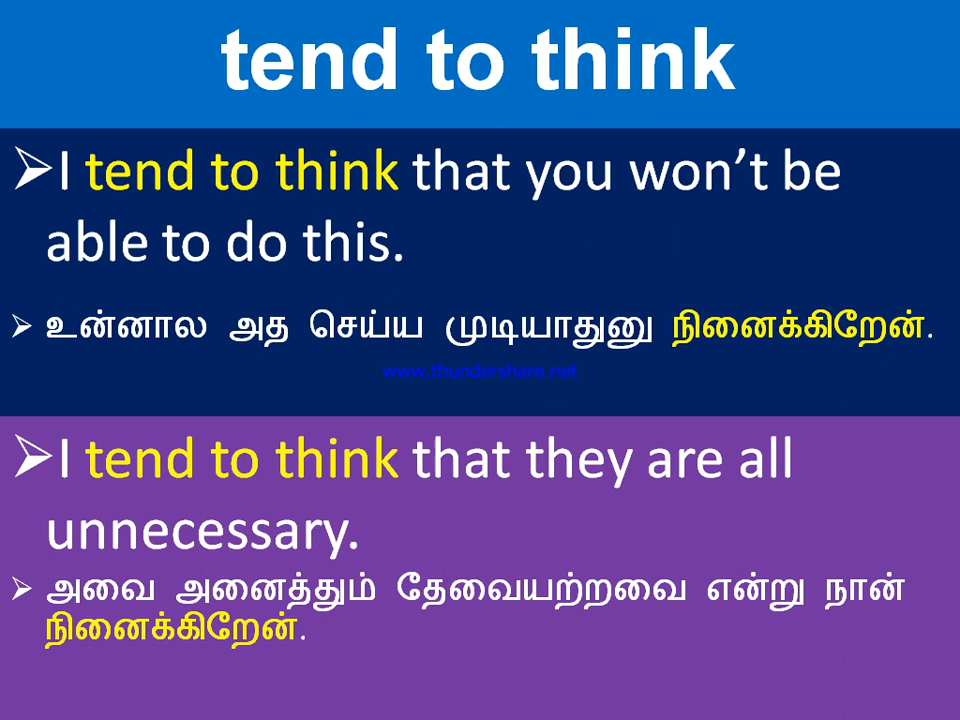 tend to think
➢I tend to think that you won’t be
able to do this.
➢ உன்னால அத செய்ய முடியாதுனு நினைக்கிறேன்.
www.thundershare.net
➢I tend to think that they are all
unnecessary.
➢ அவை அனைத்தும் தேவையற்றவை என்று நான்
நினைக்கிறேன்.